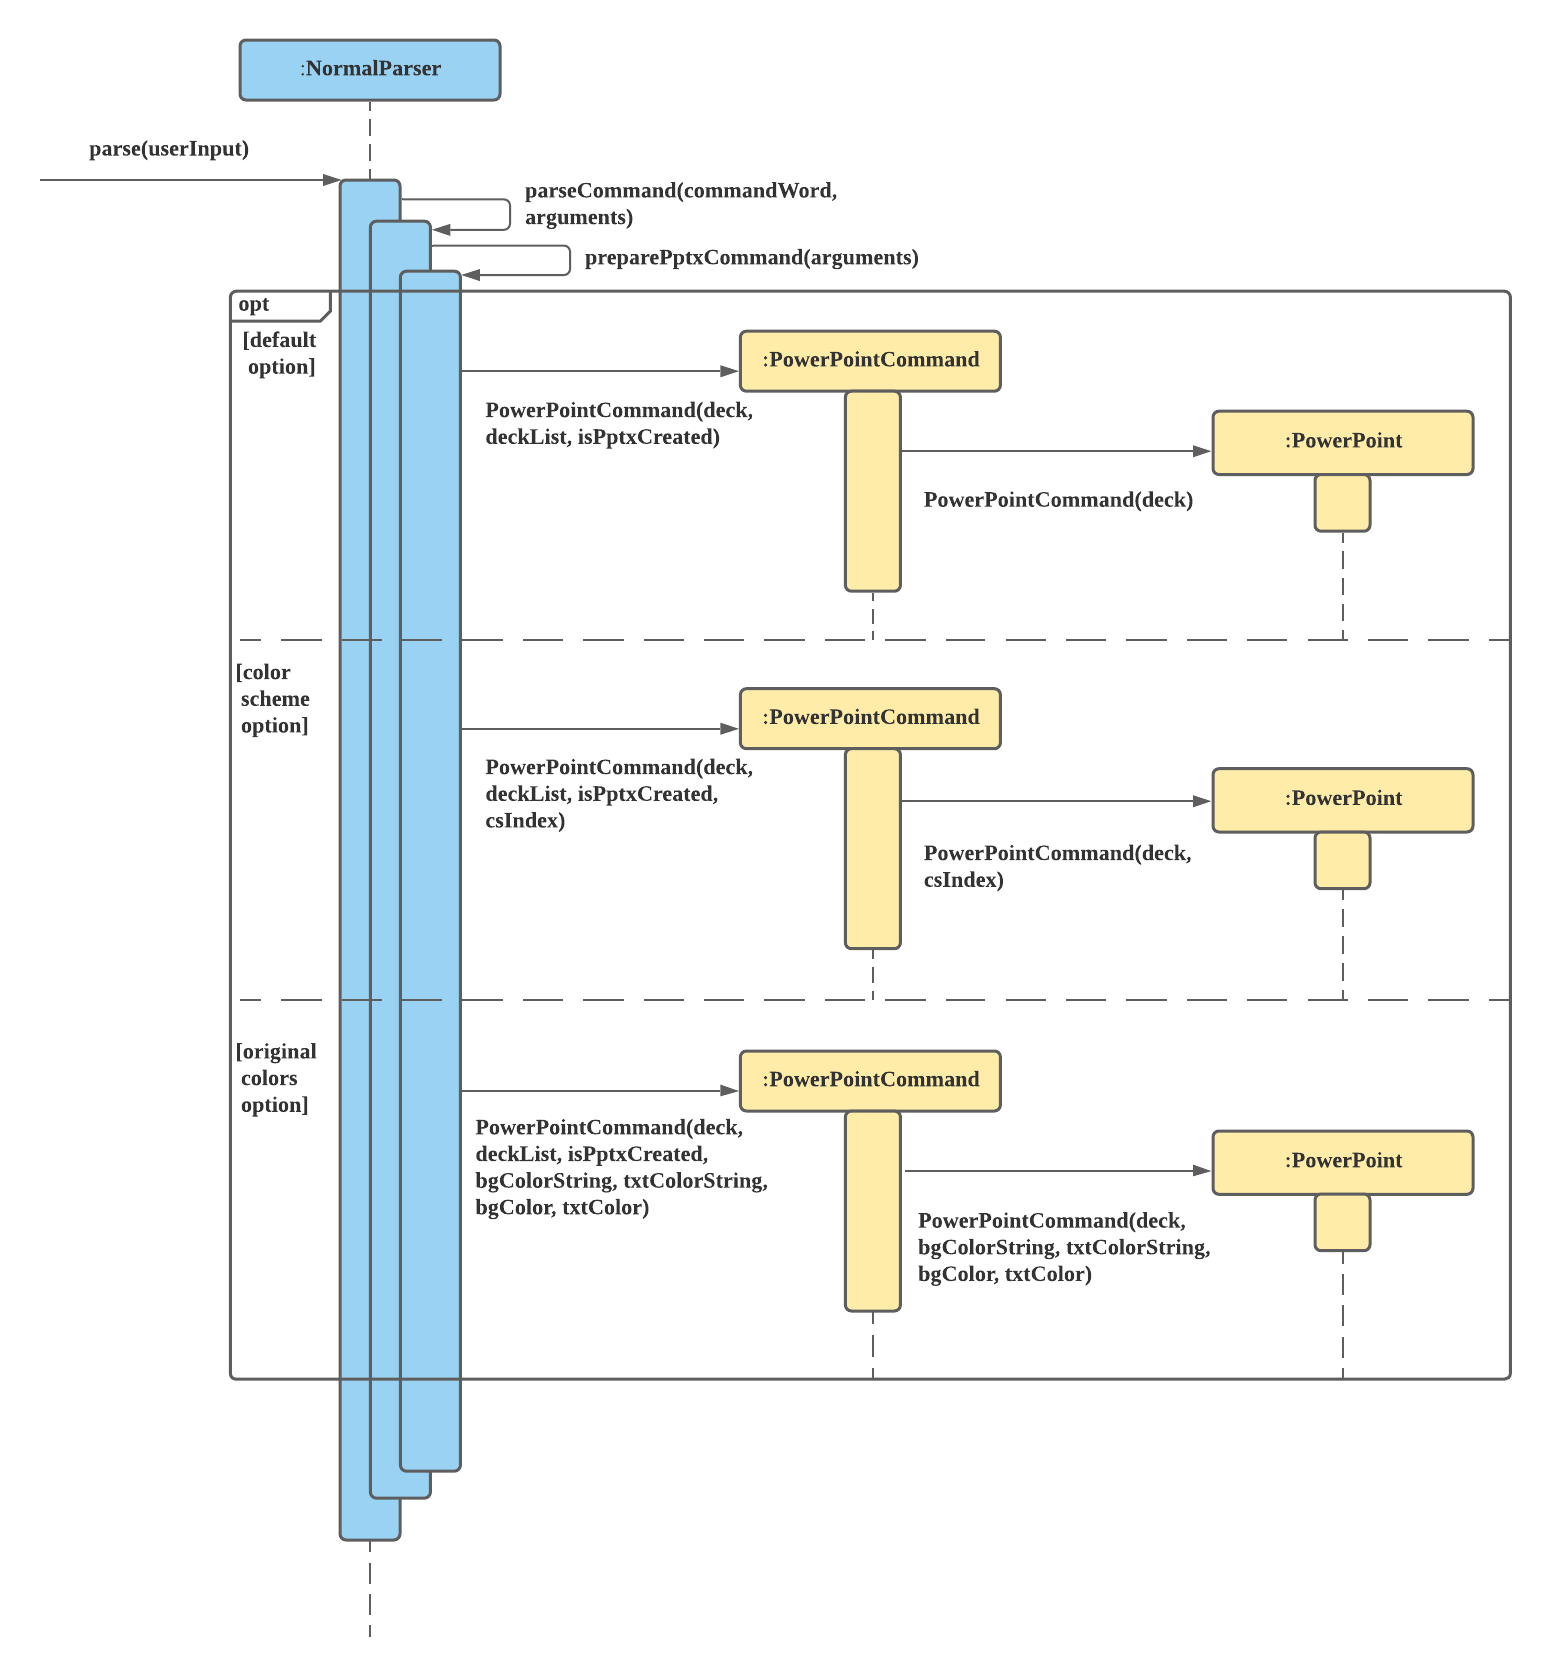 :NormalParser
parse(userInput)
parseCommand(commandWord,
arguments)
preparePptxCommand(arguments)
opt
[default
option]
:PowerPointCommand
PowerPointCommand(deck,
deckList, isPptxCreated)
:PowerPoint
PowerPointCommand(deck)
[color
scheme
option]
:PowerPointCommand
PowerPointCommand(deck,
deckList, isPptxCreated,
csIndex)
:PowerPoint
PowerPointCommand(deck,
csIndex)
[original
colors
option]
:PowerPointCommand
PowerPointCommand(deck,
deckList, isPptxCreated,
bgColorString, txtColorString,
bgColor, txtColor)
:PowerPoint
PowerPointCommand(deck,
bgColorString, txtColorString,
bgColor, txtColor)